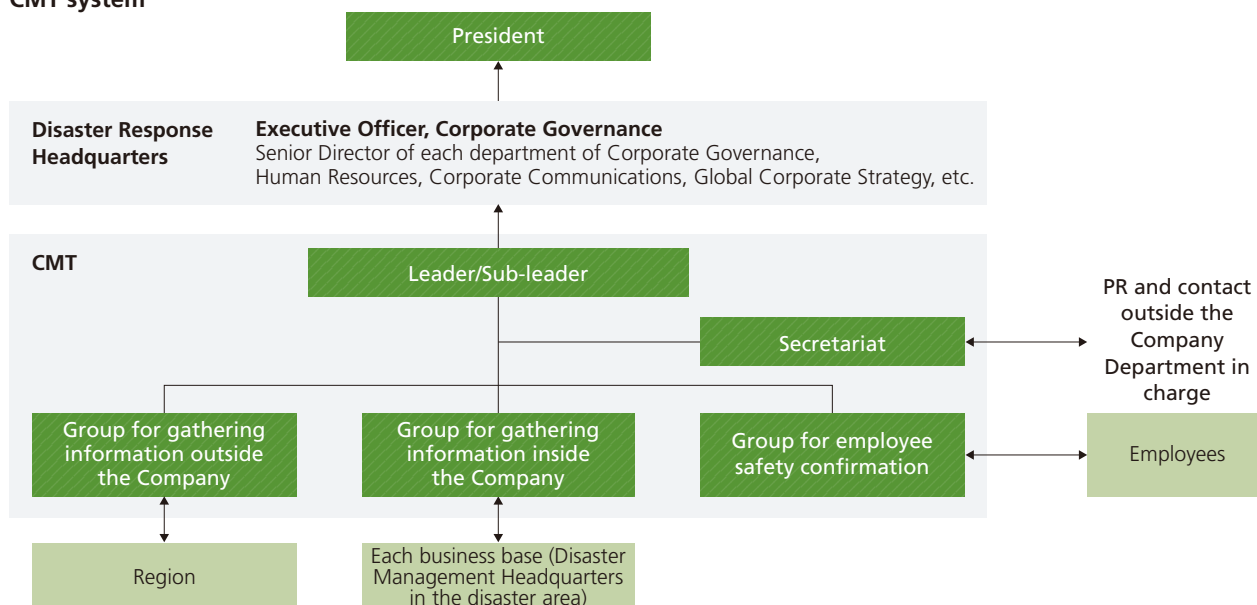 CMT system
President
Disaster Response
Headquarters
Executive Officer, Corporate Governance
Senior Director of each department of Corporate Governance,
Human Resources, Corporate Communications, Global Corporate Strategy, etc.
CMT
Leader/Sub-leader
Secretariat
PR and contact
outside the
Company
Department in
charge
Group for gathering
information outside
the Company
Group for gathering
information inside
the Company
Group for employee
safety confirmation
Employees
Region
Each business base (Disaster
Management Headquarters
in the disaster area)